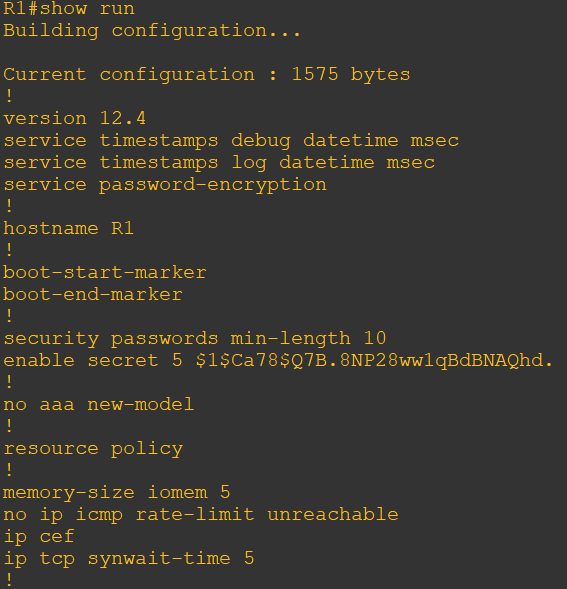 R1#show run
Building configuration...
Current configuration : 1575 bytes
!
version 12.4
service timestamps debug datetime msec
service timestamps log datetime msec
service password-encryption
!
hostname R1
!
boot-start-marker
boot-end-marker
!
security passwords min-length 10
enable secret 5 $1$Ca78$Q7B.8NP28ww1qBdBNAQhd.
!
no aaa new-model
!
resource policy
!
memory-size iomem 5
no ip icmp rate-limit unreachable
ip cef
ip tcp synwait-time 5
!